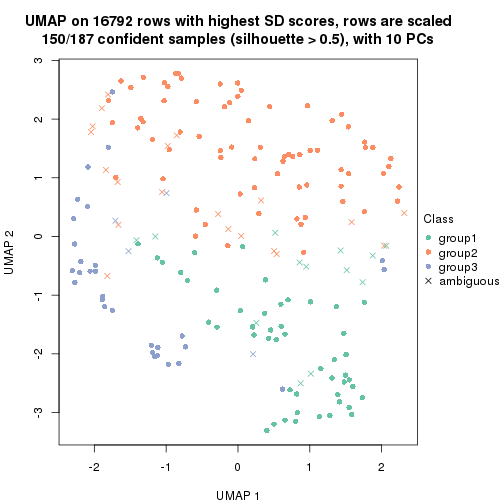 UMAP on 16792 rows with highest SD scores, rows are scaled
150/187 confident samples (silhouette > 0.5), with 10 PCs
3
2
1
0
-1
-2
-3
UMAP 2
-2
-1
0
1
2
UMAP 1
Class
group1
group2
group3
ambiguous